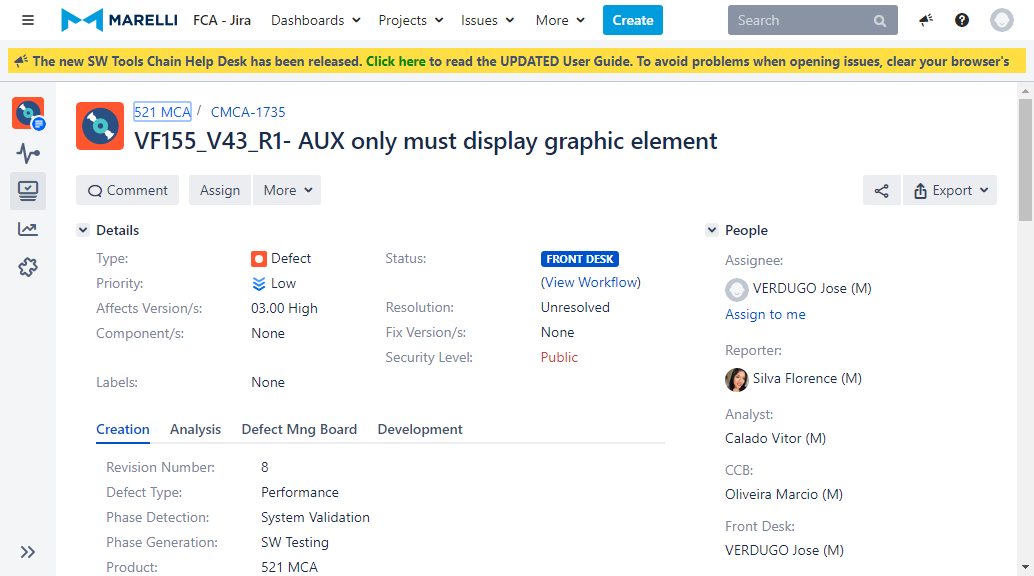 MARELLI FCA - Jira Dashboards Projects Issues More Create Search
The new SW Tools Chain Help Desk has been released. Click here to read the UPDATED User Guide. To avoid problems when opening issues, clear your browser's
521 MCA / CMCA-1735
VF155_V43_R1- AUX only must display graphic element
Comment Assign More Export
Details
Type: Defect
Priority: Low
Affects Version/s: 03.00 High
Component/s: None
Labels: None
Status: FRONT DESK
(View Workflow)
Resolution: Unresolved
Fix Version/s: None
Security Level: Public
Creation Analysis Defect Mng Board Development
Revision Number: 8
Defect Type: Performance
Phase Detection: System Validation
Phase Generation: SW Testing
Product: 521 MCA
People
Assignee:
VERDUGO Jose (M)
Assign to me
Reporter:
Silva Florence (M)
Analyst:
Calado Vitor (M)
CCB:
Oliveira Marcio (M)
Front Desk:
VERDUGO Jose (M)